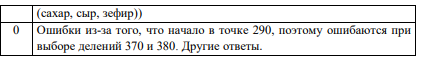 (сахар, сыр, зефир))
0 Ошибки из-за того, что начало в точке 290, поэтому ошибаются при
выборе делений 370 и 380. Другие ответы.